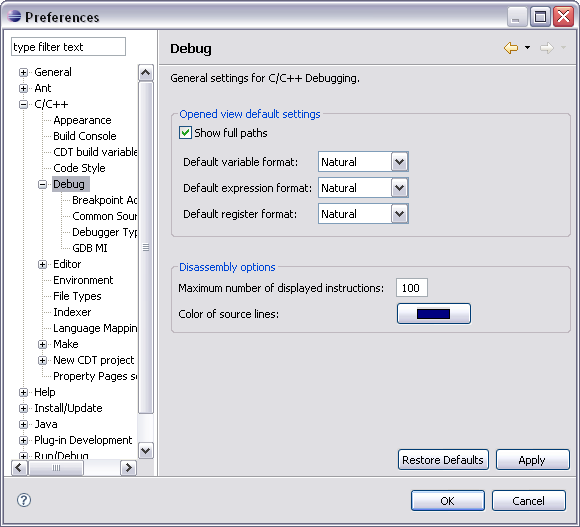 Preferences
type filter text
General
Ant
C/C++
Appearance
Build Console
CDT build variable
Code Style
Debug
Breakpoint Ac
Common Sour
Debugger Typ
GDB MI
Editor
Environment
File Types
Indexer
Language Mappin
Make
New CDT project
Property Pages se
Help
Install/Update
Java
Plug-in Development
Run/Debug
Debug
General settings for C/C++ Debugging.
Opened view default settings
Show full paths
Default variable format: Natural
Default expression format: Natural
Default register format: Natural
Disassembly options
Maximum number of displayed instructions: 100
Color of source lines:
Restore Defaults Apply
? OK Cancel